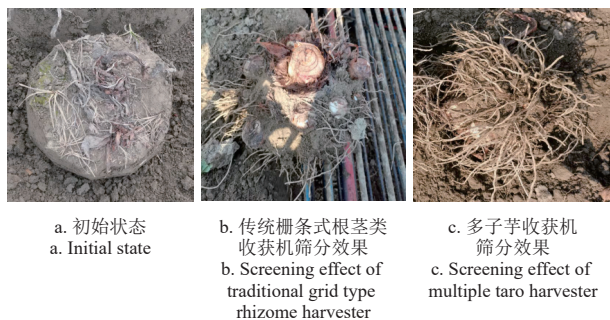 a. 初始状态
a. Initial state
b. 传统栅条式根茎类
收获机筛分效果
b. Screening effect of
traditional grid type
rhizome harvester
c. 多子芋收获机
筛分效果
c. Screening effect of
multiple taro harvester